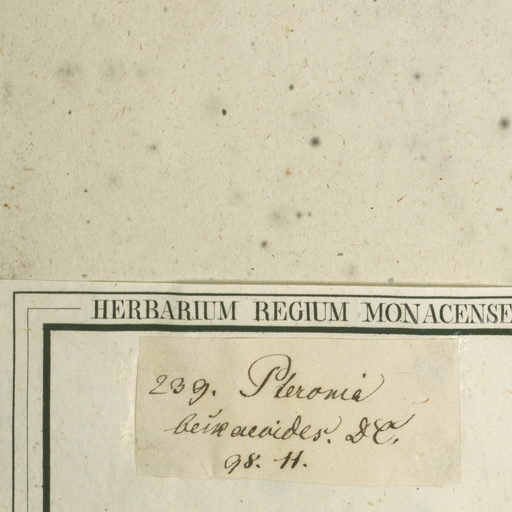 HERBARIUM REGIUM MONACENSE
239. Pteronia
beckeoides. DC.
98. 11.